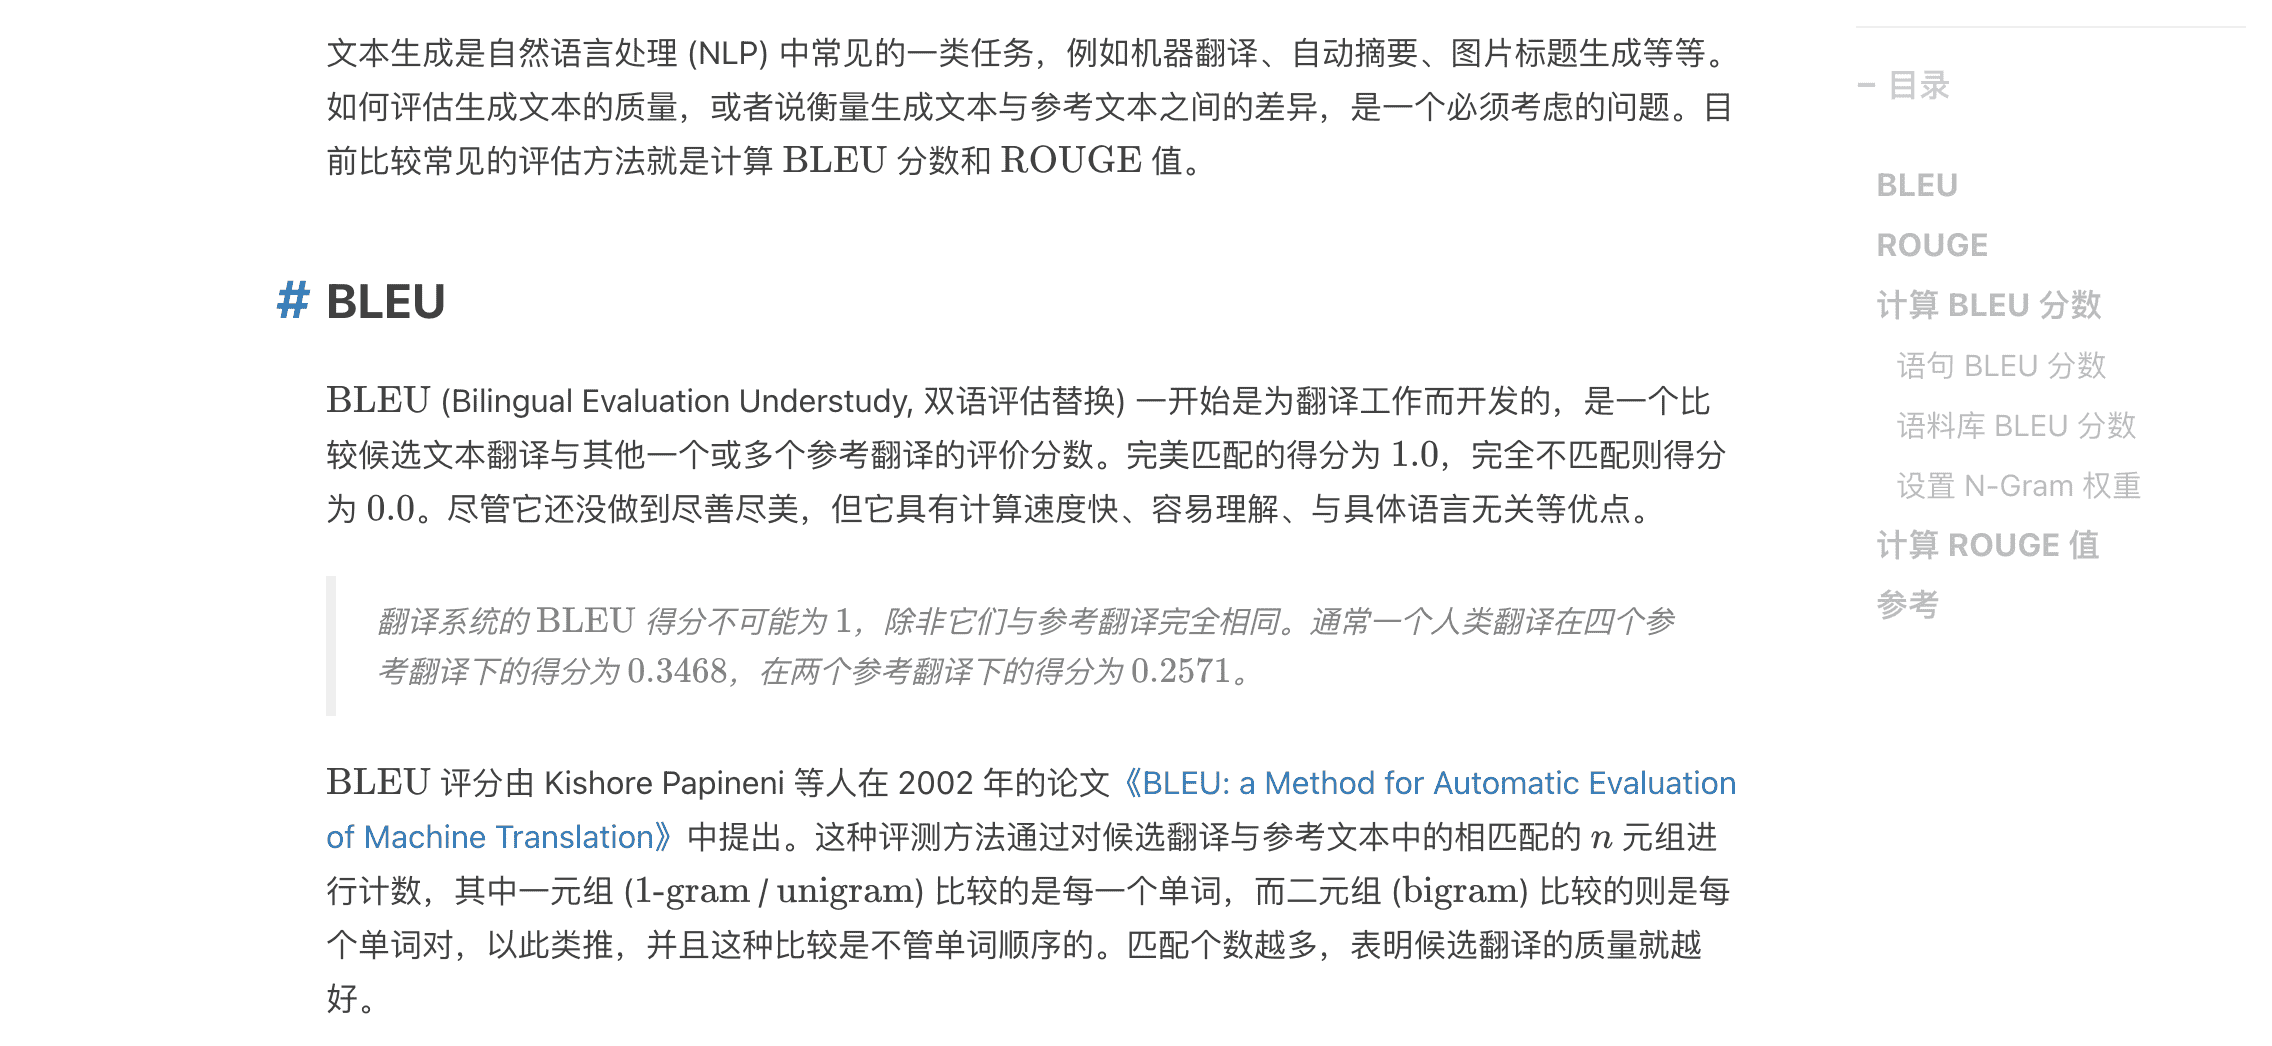 文本生成是自然语言处理 (NLP) 中常见的一类任务，例如机器翻译、自动摘要、图片标题生成等等。
如何评估生成文本的质量，或者说衡量生成文本与参考文本之间的差异，是一个必须考虑的问题。目
前比较常见的评估方法就是计算 BLEU 分数和 ROUGE 值。
# BLEU
BLEU (Bilingual Evaluation Understudy, 双语评估替换) 一开始是为翻译工作而开发的，是一个比
较候选文本翻译与其他一个或多个参考翻译的评价分数。完美匹配的得分为 1.0，完全不匹配则得分
为 0.0。尽管它还没做到尽善尽美，但它具有计算速度快、容易理解、与具体语言无关等优点。
翻译系统的 BLEU 得分不可能为 1，除非它们与参考翻译完全相同。通常一个人类翻译在四个参
考翻译下的得分为 0.3468，在两个参考翻译下的得分为 0.2571。
BLEU 评分由 Kishore Papineni 等人在 2002 年的论文《BLEU: a Method for Automatic Evaluation
of Machine Translation》中提出。这种评测方法通过对候选翻译与参考文本中的相匹配的 n 元组进
行计数，其中一元组 (1-gram / unigram) 比较的是每一个单词，而二元组 (bigram) 比较的则是每
个单词对，以此类推，并且这种比较是不管单词顺序的。匹配个数越多，表明候选翻译的质量就越
好。
− 目录
BLEU
ROUGE
计算 BLEU 分数
语句 BLEU 分数
语料库 BLEU 分数
设置 N-Gram 权重
计算 ROUGE 值
参考